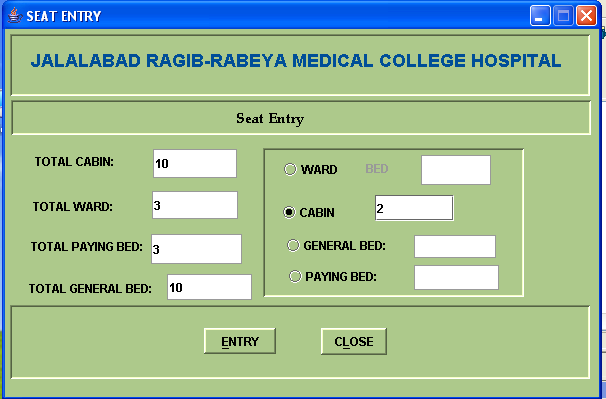 SEAT ENTRY
JALALABAD RAGIB-RABEYA MEDICAL COLLEGE HOSPITAL
Seat Entry
TOTAL CABIN: 10
TOTAL WARD: 3
TOTAL PAYING BED: 3
TOTAL GENERAL BED: 10
WARD BED
CABIN 2
GENERAL BED:
PAYING BED:
ENTRY CLOSE